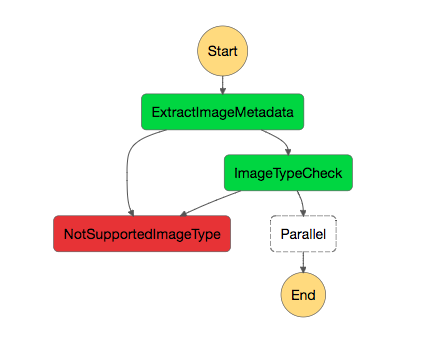 Start
ExtractImageMetadata
ImageTypeCheck
NotSupportedImageType
Parallel
End